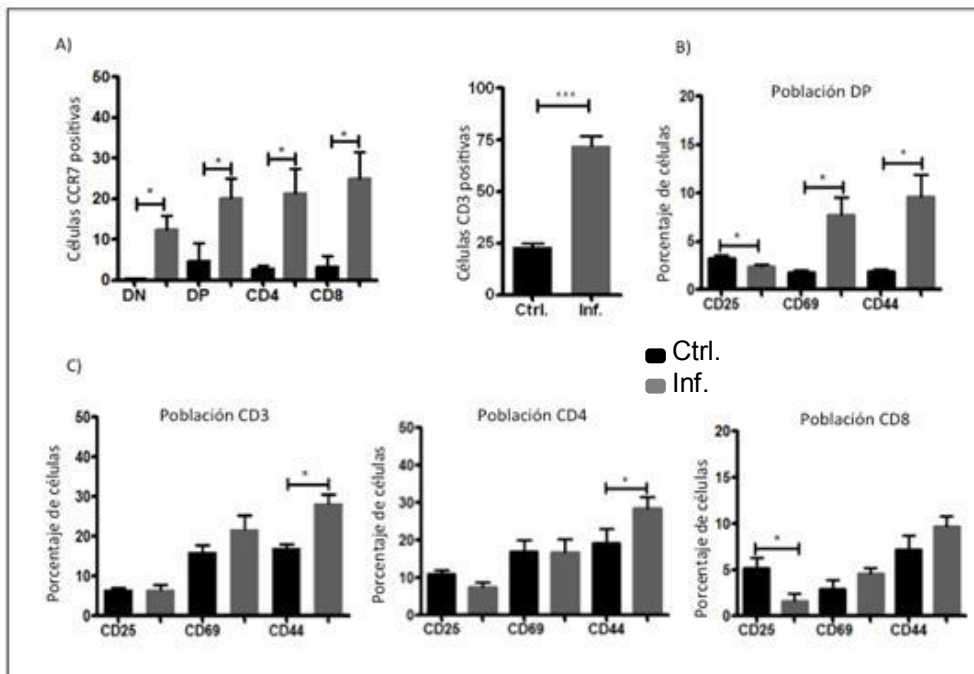 A)
Células CCR7 positivas
50
40
30
20
10
0
DN
DP
CD4
CD8
*
*
*
*
Células CD3 positivas
100
75
50
25
0
Ctrl.
Inf.
***
B)
Población DP
Porcentaje de células
20
15
10
5
0
CD25
CD69
CD44
*
*
*
Ctrl.
Inf.
C)
Población CD3
Porcentaje de células
50
40
30
20
10
0
CD25
CD69
CD44
*
Población CD4
Porcentaje de células
50
40
30
20
10
0
CD25
CD69
CD44
*
Población CD8
Porcentaje de células
20
15
10
5
0
CD25
CD69
CD44
*